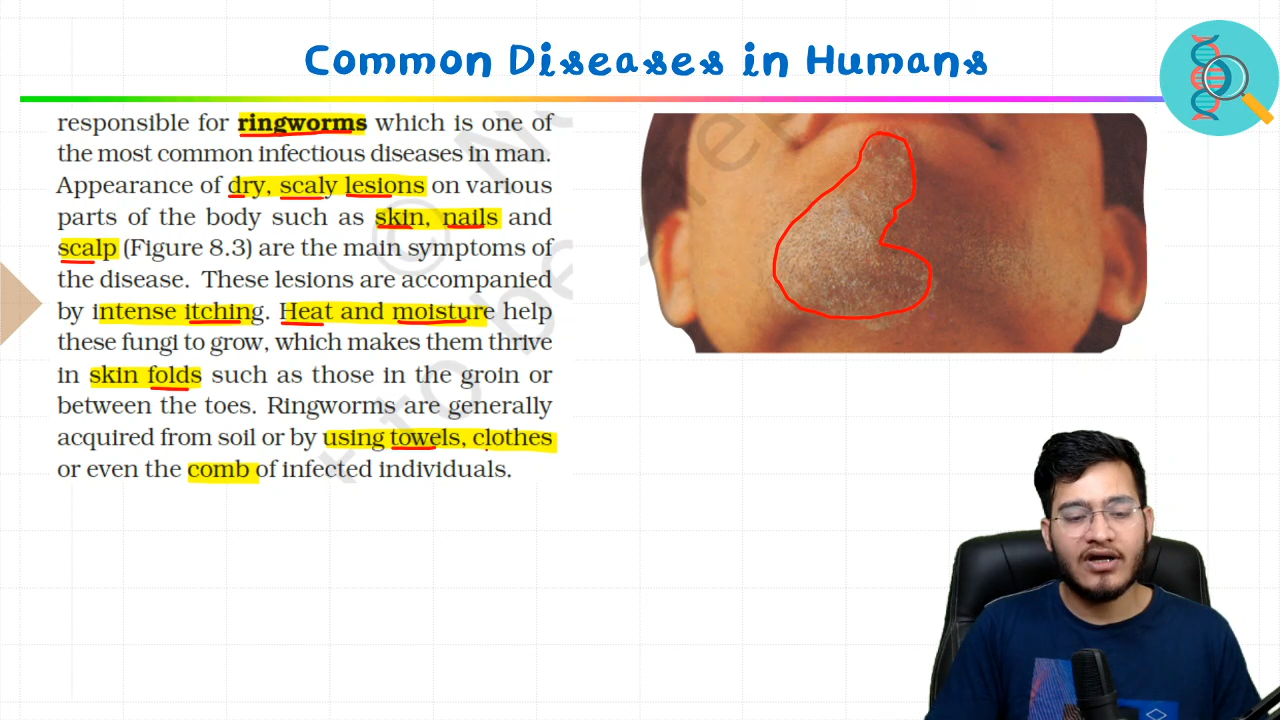 Common Diseases in Humans
responsible for ringworms which is one of
the most common infectious diseases in man.
Appearance of dry, scaly lesions on various
parts of the body such as skin, nails and
scalp (Figure 8.3) are the main symptoms of
the disease. These lesions are accompanied
by intense itching. Heat and moisture help
these fungi to grow, which makes them thrive
in skin folds such as those in the groin or
between the toes. Ringworms are generally
acquired from soil or by using towels, clothes
or even the comb of infected individuals.